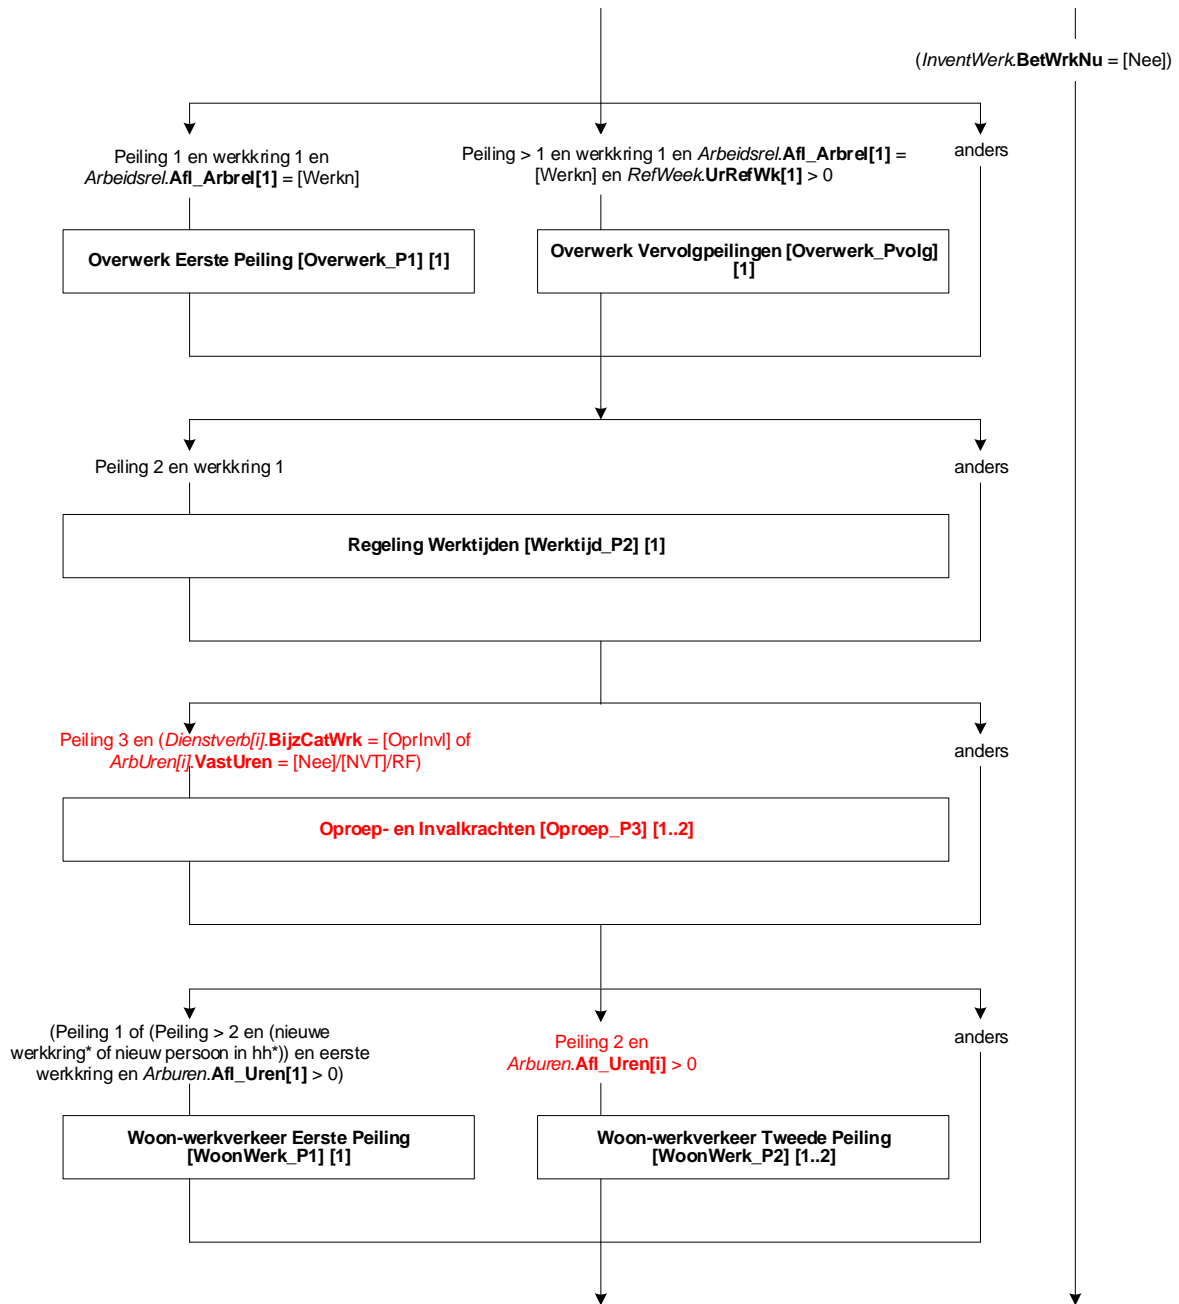 (InventWerk.BetWrkNu = [Nee])
Peiling 1 en werkkring 1 en
Arbeidsrel.Afl_Arbrel[1] = [Werkn]
Peiling > 1 en werkkring 1 en Arbeidsrel.Afl_Arbrel[1] =
[Werkn] en RefWeek.UrRefWk[1] > 0
anders
Overwerk Eerste Peiling [Overwerk_P1] [1]
Overwerk Vervolgpeilingen [Overwerk_Pvolg]
[1]
Peiling 2 en werkkring 1
anders
Regeling Werktijden [Werktijd_P2] [1]
Peiling 3 en (Dienstverb[i].BijzCatWrk = [OprInvl] of
ArbUren[i].VastUren = [Nee]/[NVT]/RF)
anders
Oproep- en Invalkrachten [Oproep_P3] [1..2]
(Peiling 1 of (Peiling > 2 en (nieuwe
werkkring* of nieuw persoon in hh*)) en eerste
werkkring en Arburen.Afl_Uren[1] > 0)
Peiling 2 en
Arburen.Afl_Uren[i] > 0
anders
Woon-werkverkeer Eerste Peiling
[WoonWerk_P1] [1]
Woon-werkverkeer Tweede Peiling
[WoonWerk_P2] [1..2]